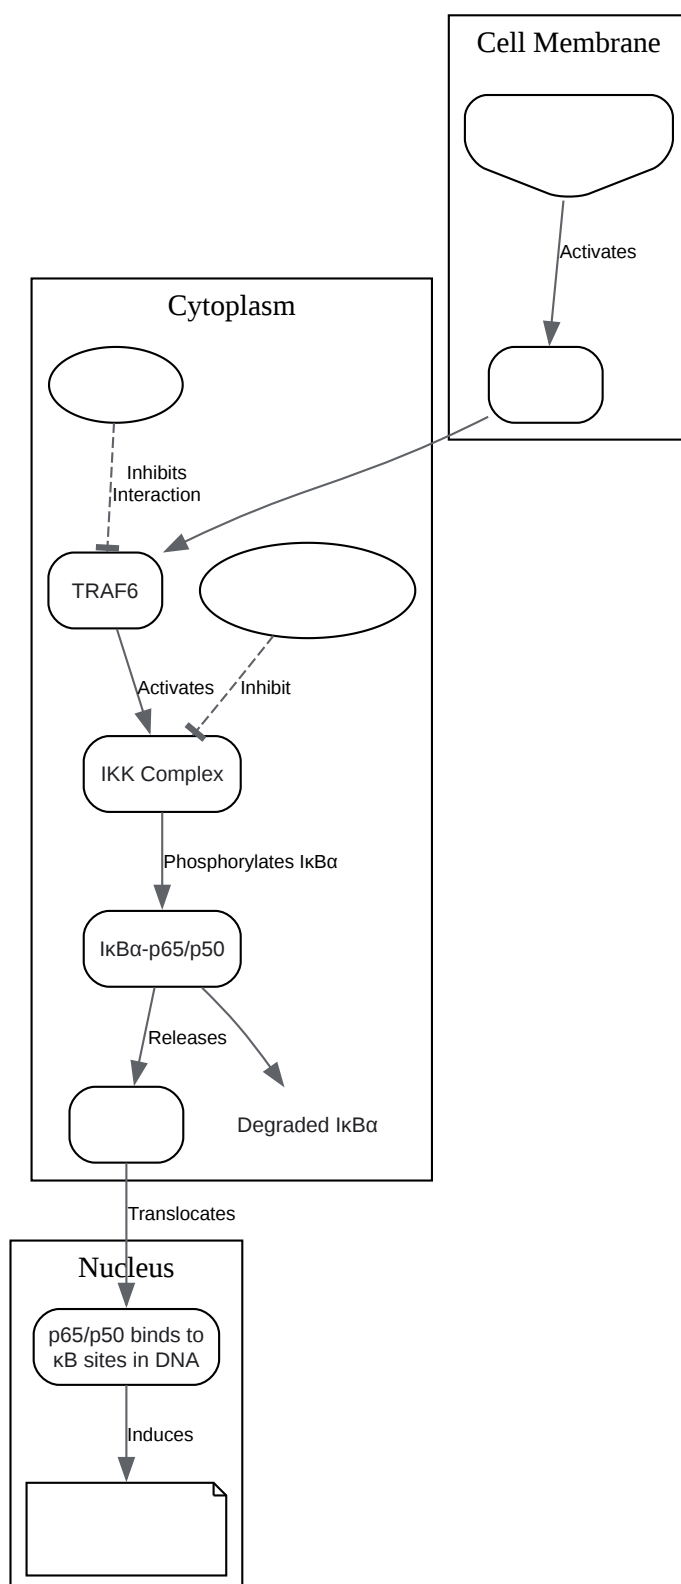 Cell Membrane
Activates
Cytoplasm
Inhibits
Interaction
TRAF6
Activates
Inhibit
IKK Complex
Phosphorylates IκBα
IκBα-p65/p50
Releases
Degraded IκBα
Translocates
Nucleus
p65/p50 binds to
κB sites in DNA
Induces